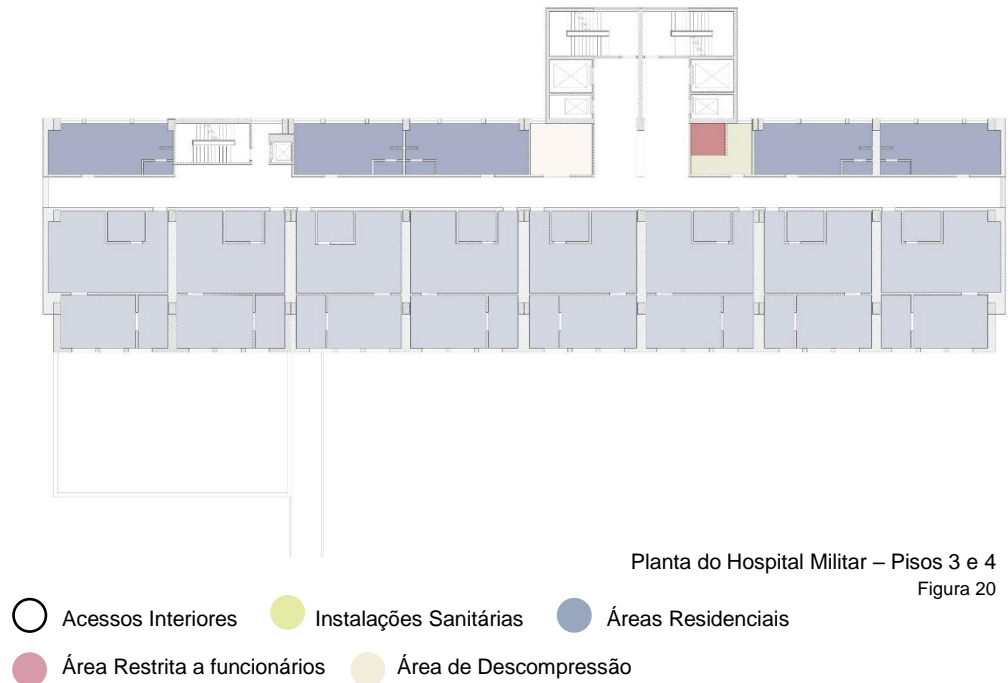 Planta do Hospital Militar – Pisos 3 e 4
Figura 20
Acessos Interiores
Instalações Sanitárias
Áreas Residenciais
Área Restrita a funcionários
Área de Descompressão